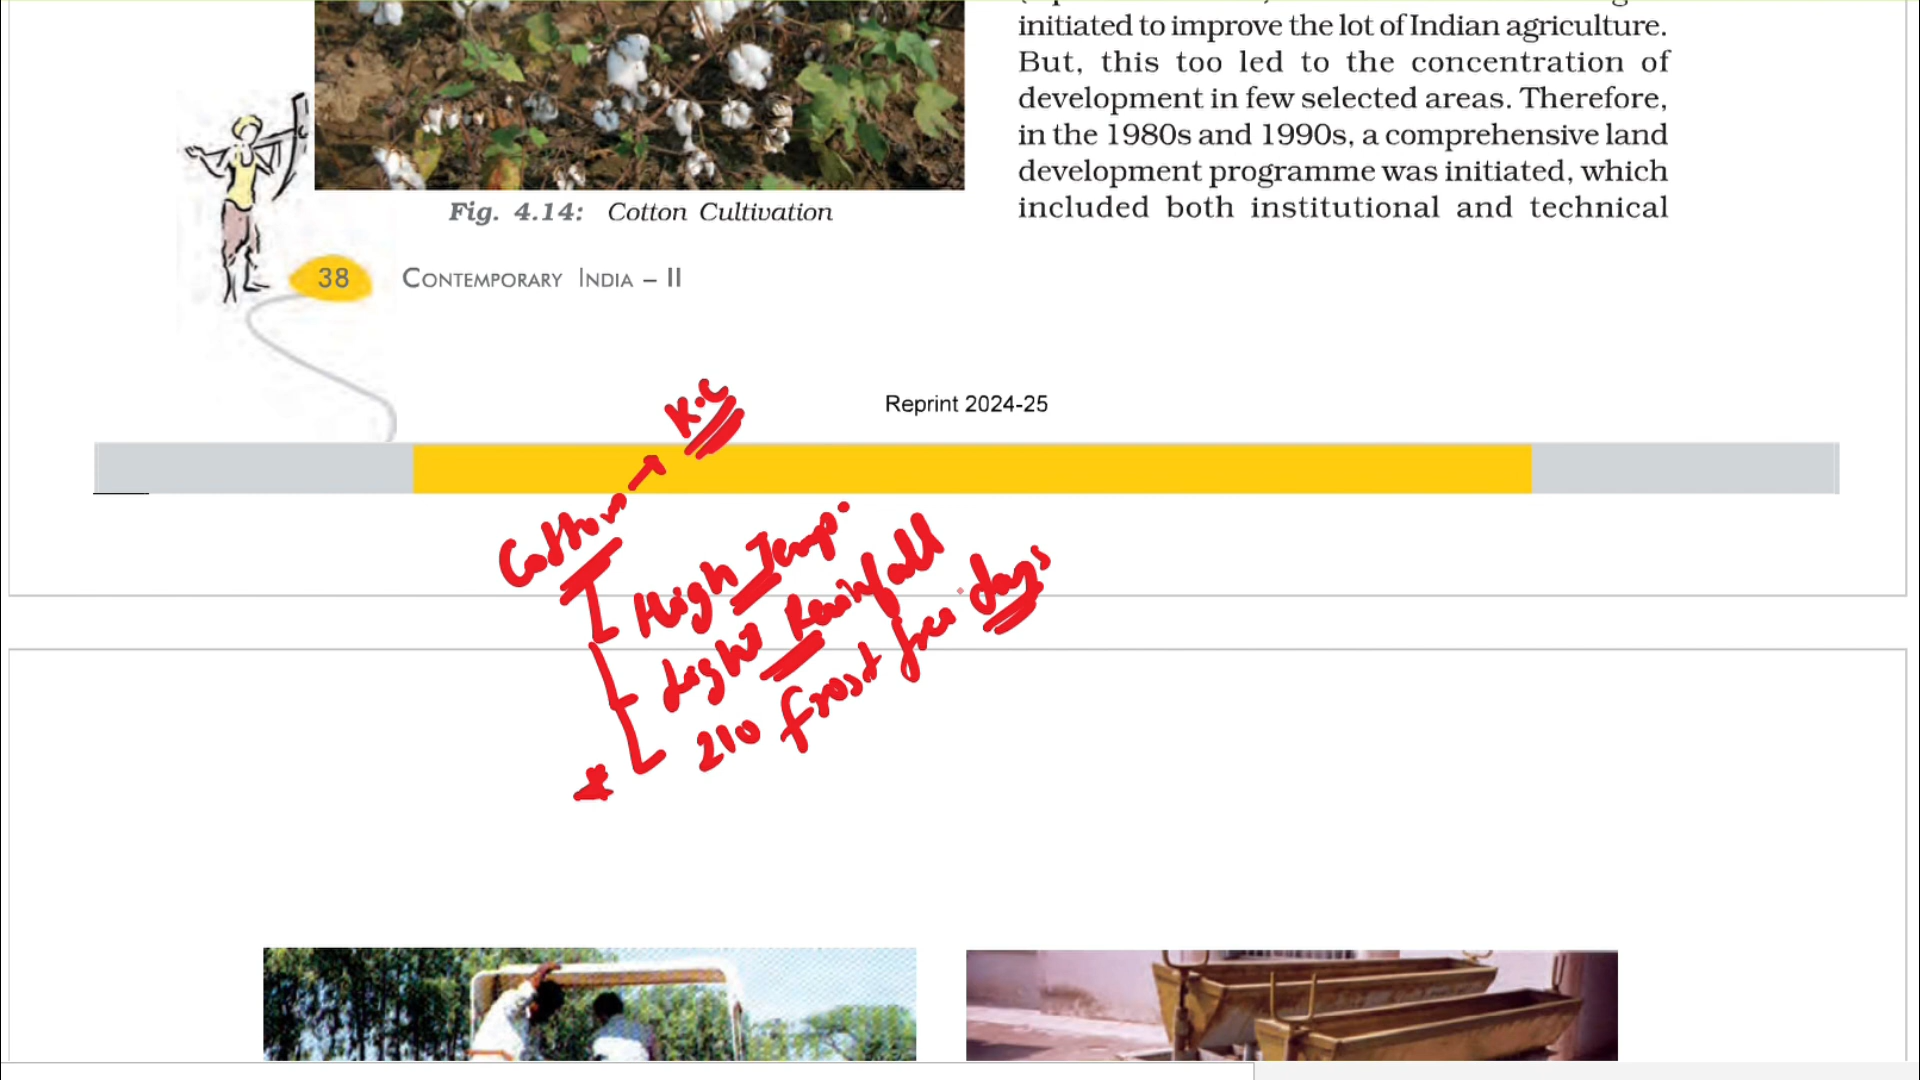 initiated to improve the lot of Indian agriculture.
But, this too led to the concentration of
development in few selected areas. Therefore,
in the 1980s and 1990s, a comprehensive land
development programme was initiated, which
included both institutional and technical
Fig. 4.14: Cotton Cultivation
38 CONTEMPORARY INDIA – II
Reprint 2024-25
Cotton → K.C
High Temp.
Light Rainfall
210 frost free days